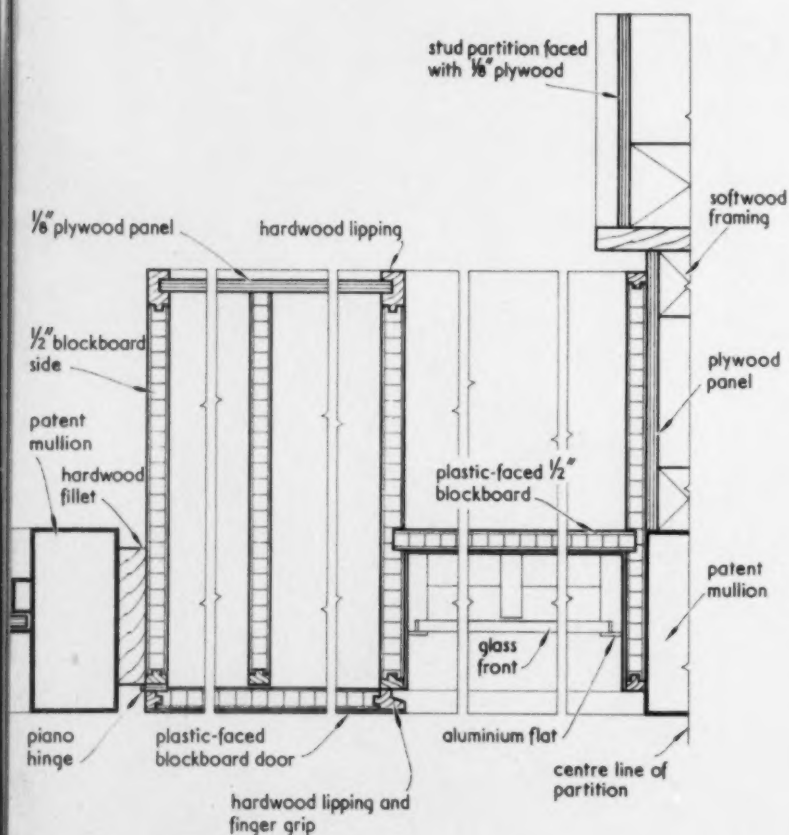 stud partition faced
with 1/8" plywood
softwood
framing
1/8" plywood panel
hardwood lipping
1/2" blockboard
side
plywood
panel
patent
mullion
hardwood
fillet
plastic-faced 1/2"
blockboard
patent
mullion
glass
front
piano
hinge
plastic-faced
blockboard door
aluminium flat
centre line of
partition
hardwood lipping and
finger grip